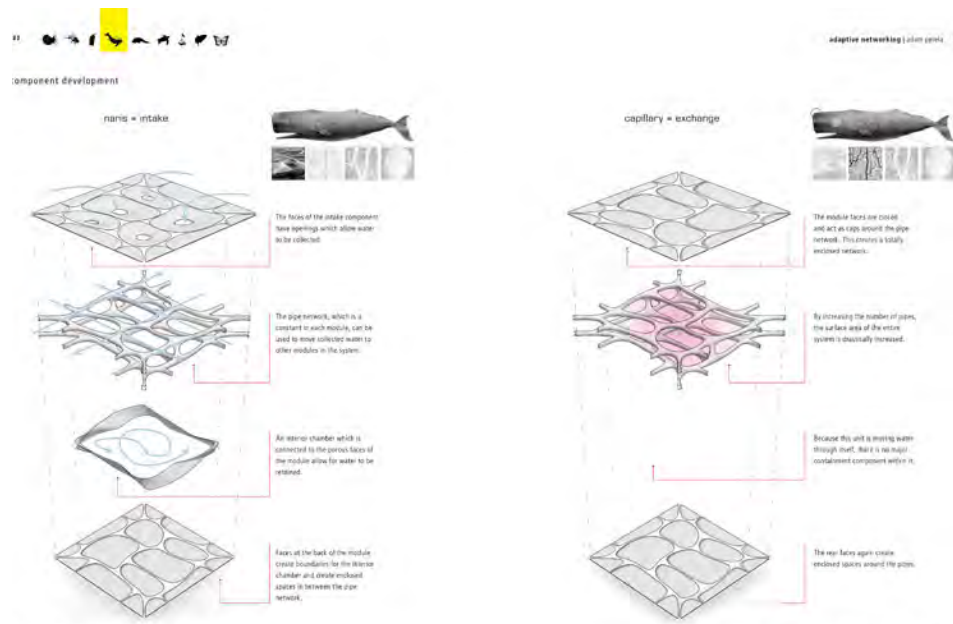 adaptive networking |
component development
naris = intake
capillary = exchange
The faces of the intake component
have openings which allow water
to be collected.
The module faces are closed
and act as caps around the pipe
network. This creates a totally
enclosed network.
The pipe network, which is a
constant in each module, can be
used to move collected water to
other modules in the system.
By increasing the number of pipes,
the surface area of the entire
system is drastically increased.
An interior chamber which is
connected to the porous faces of
the module allow for water to be
retained.
Because this unit is moving water
through itself, there is no major
containment component within it.
Faces at the back of the module
create boundaries for the interior
chamber and create enclosed
spaces in between the pipe
network.
The rear faces again create
enclosed spaces around the pipes.